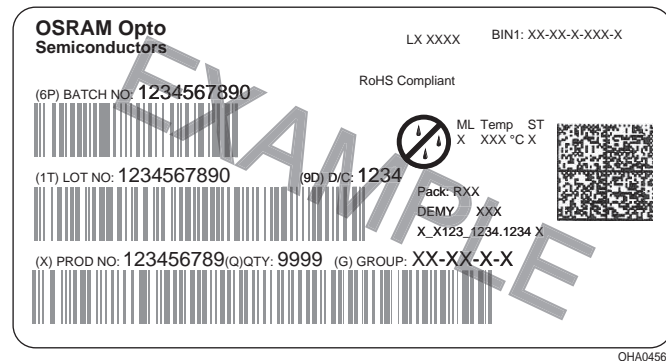 OSRAM Opto
Semiconductors
LX XXXX
BIN1: XX-XX-X-XXX-X
RoHS Compliant
(6P) BATCH NO: 1234567890
ML Temp ST
X XXX °C X
(1T) LOT NO: 1234567890 (9D) D/C: 1234
Pack: RXX
DEMY XXX
X_X123_1234.1234 X
(X) PROD NO: 123456789(Q)QTY: 9999 (G) GROUP: XX-XX-X-X
EXAMPLE
OHA0456